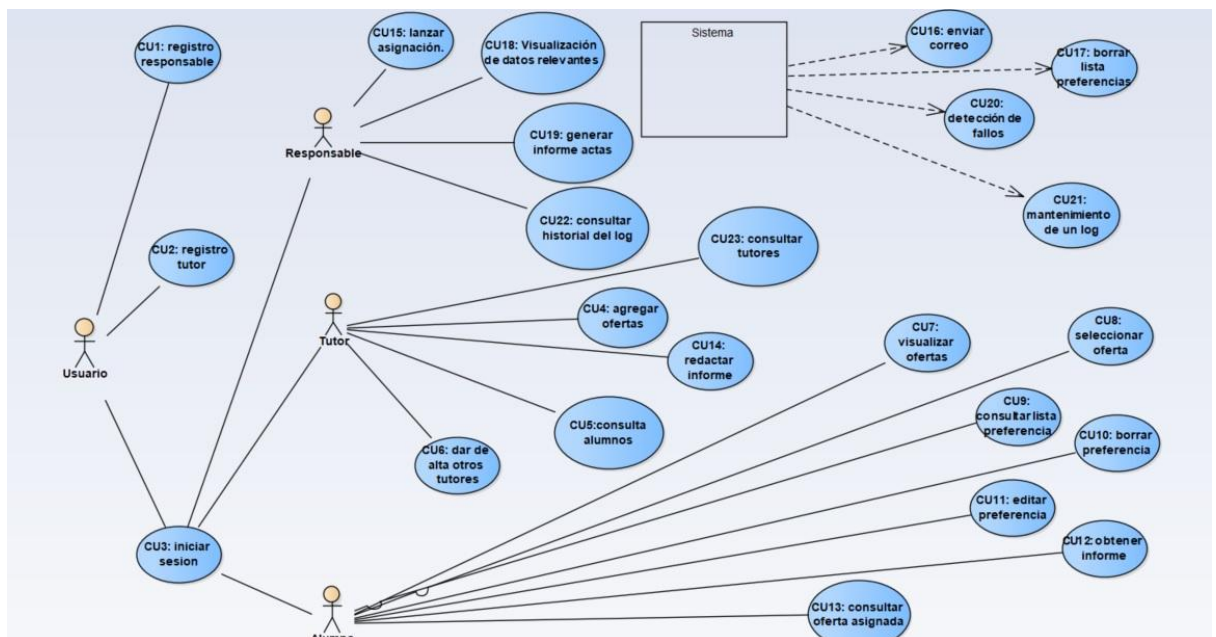 CU1: registro
responsable
CU15: lanzar
asignación.
CU18: Visualización
de datos relevantes
Sistema
CU16: enviar
correo
CU17: borrar
lista
preferencias
CU20:
detección de
fallos
Responsable
CU19: generar
informe actas
CU22: consultar
historial del log
CU21:
mantenimiento
de un log
CU2: registro
tutor
CU23: consultar
tutores
Usuario
Tutor
CU4: agregar
ofertas
CU14:
redactar
informe
CU7:
visualizar
ofertas
CU8:
seleccionar
oferta
CU5:consulta
alumnos
CU6: dar de
alta otros
tutores
CU9:
consultar lista
preferencia
CU10: borrar
preferencia
CU11: editar
preferencia
CU3: iniciar
sesion
CU12: obtener
informe
CU13: consultar
oferta asignada
Alumno